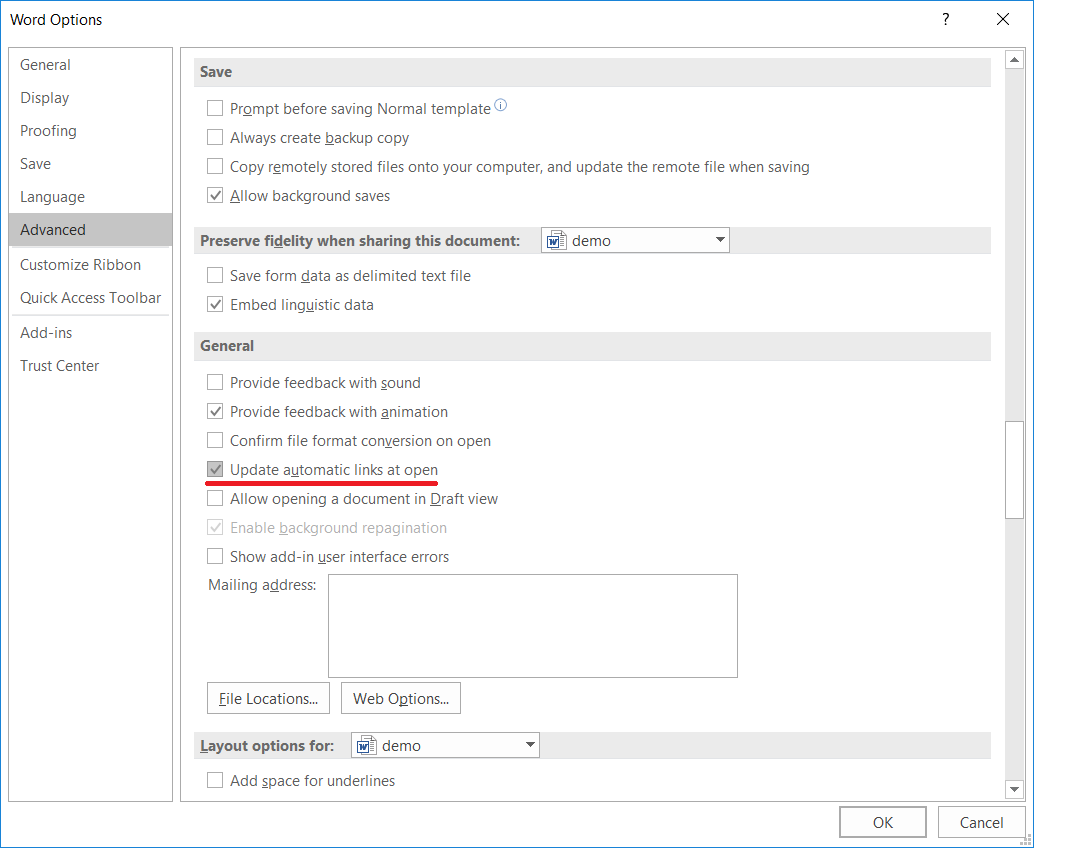 Word Options
?
General
Display
Proofing
Save
Language
Advanced
Customize Ribbon
Quick Access Toolbar
Add-ins
Trust Center
Save
Prompt before saving Normal template
Always create backup copy
Copy remotely stored files onto your computer, and update the remote file when saving
Allow background saves
Preserve fidelity when sharing this document: demo
Save form data as delimited text file
Embed linguistic data
General
Provide feedback with sound
Provide feedback with animation
Confirm file format conversion on open
Update automatic links at open
Allow opening a document in Draft view
Enable background repagination
Show add-in user interface errors
Mailing address:
File Locations... Web Options...
Layout options for: demo
Add space for underlines
OK Cancel